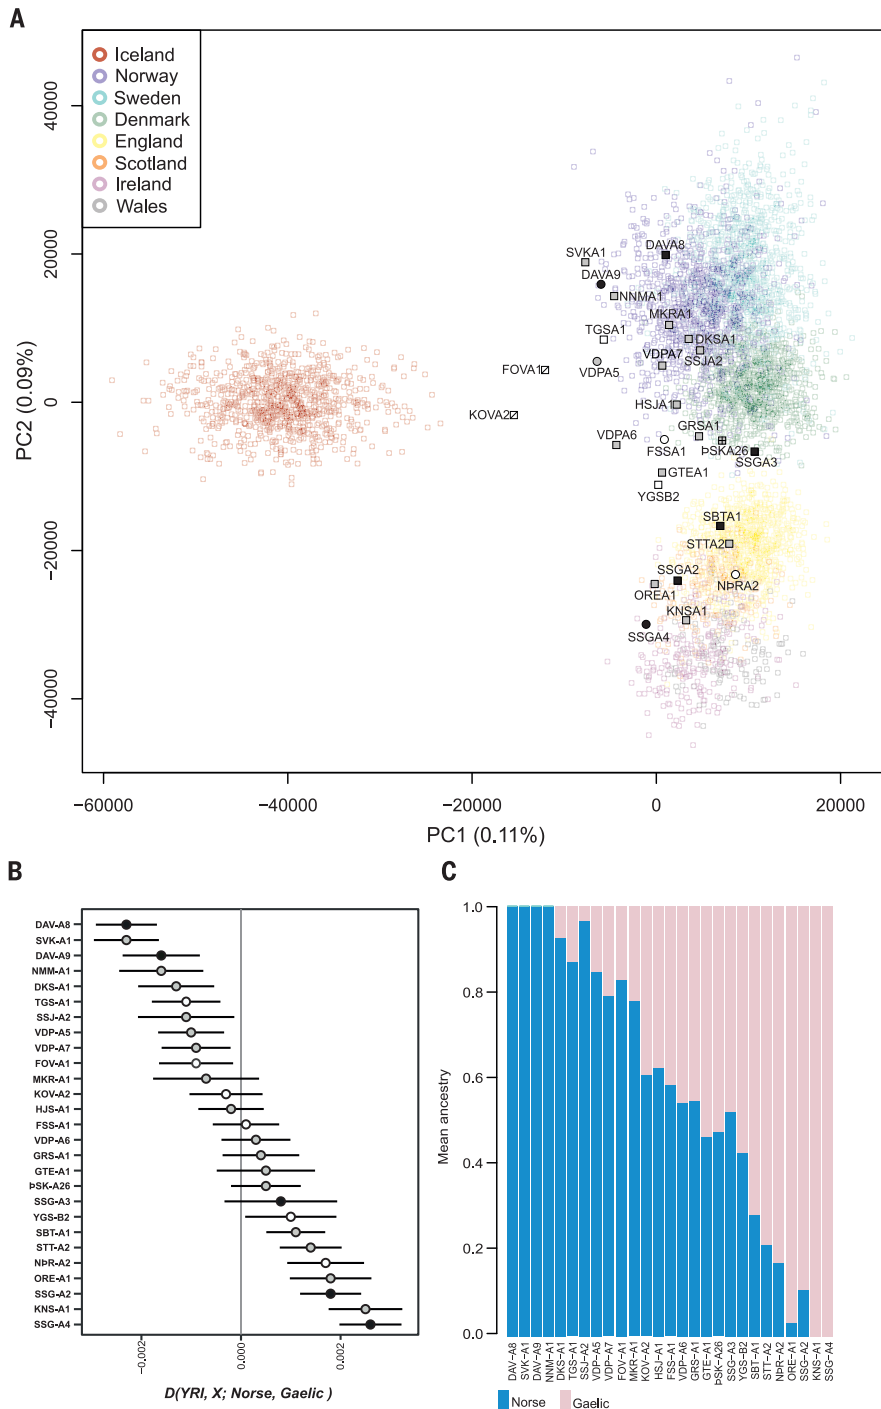 A
Iceland
Norway
Sweden
Denmark
England
Scotland
Ireland
Wales
PC2 (0.09%)
40000
20000
0
−20000
−40000
SVKA1
DAVA8
DAVA9
NNMA1
MKRA1
TGSA1
DKSA1
VDPA7
SSJA2
FOVA1
VDPA5
HSJA1
KOVA2
GRSA1
VDPA6
FSSA1
ÞSKA26
SSGA3
GTEA1
YGSB2
SBTA1
STTA2
SSGA2
NÞRA2
OREA1
KNSA1
SSGA4
−60000
−40000
−20000
0
20000
PC1 (0.11%)
B
DAV-A8
SVK-A1
DAV-A9
NMM-A1
DKS-A1
TGS-A1
SSJ-A2
VDP-A5
VDP-A7
FOV-A1
MKR-A1
KOV-A2
HJS-A1
FSS-A1
VDP-A6
GRS-A1
GTE-A1
ÞSK-A26
SSG-A3
YGS-B2
SBT-A1
STT-A2
NÞR-A2
ORE-A1
SSG-A2
KNS-A1
SSG-A4
−0.002
0.000
0.002
D(YRI, X; Norse, Gaelic )
C
Mean ancestry
1.0
0.8
0.6
0.4
0.2
0.0
DAV-A8
SVK-A1
DAV-A9
NNM-A1
DKS-A1
TGS-A1
SSJ-A2
VDP-A5
VDP-A7
FOV-A1
MKR-A1
KOV-A2
HSJ-A1
FSS-A1
VDP-A6
GRS-A1
GTE-A1
ÞSK-A26
SSG-A3
YGS-B2
SBT-A1
STT-A2
NÞR-A2
ORE-A1
SSG-A2
KNS-A1
SSG-A4
Norse
Gaelic